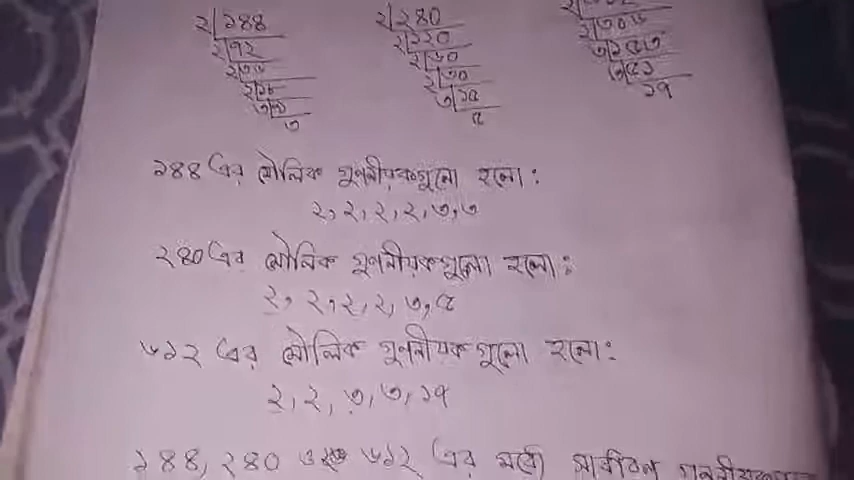 ২|১৪৪ ২|২৪০
২|৭২ ২|১২০ ২|৩০৬
২|৩৬ ২|৬০ ৩|১৫৩
২|১৮ ২|৩০ ৩|৫১
৩|৯ ৩|১৫ ১৭
৩ ৫
১৪৪ এর মৌলিক গুণনীয়কগুলো হলো:
২, ২, ২, ২, ৩, ৩
২৪০ এর মৌলিক গুণনীয়কগুলো হলো:
২, ২, ২, ২, ৩, ৫
৬১২ এর মৌলিক গুণনীয়ক গুলো হলো:
২, ২, ৩, ৩, ১৭
১৪৪, ২৪০ ও ৬১২ এর মধ্যে সাধারণ